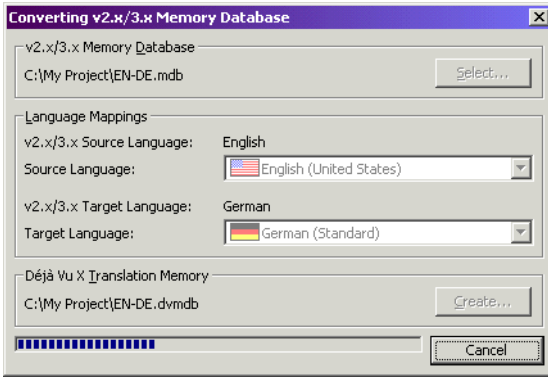 Converting v2.x/3.x Memory Database
v2.x/3.x Memory Database
C:\My Project\EN-DE.mdb
Select...
Language Mappings
v2.x/3.x Source Language: English
Source Language: English (United States)
v2.x/3.x Target Language: German
Target Language: German (Standard)
Déjà Vu X Translation Memory
C:\My Project\EN-DE.dvmdb
Create...
Cancel